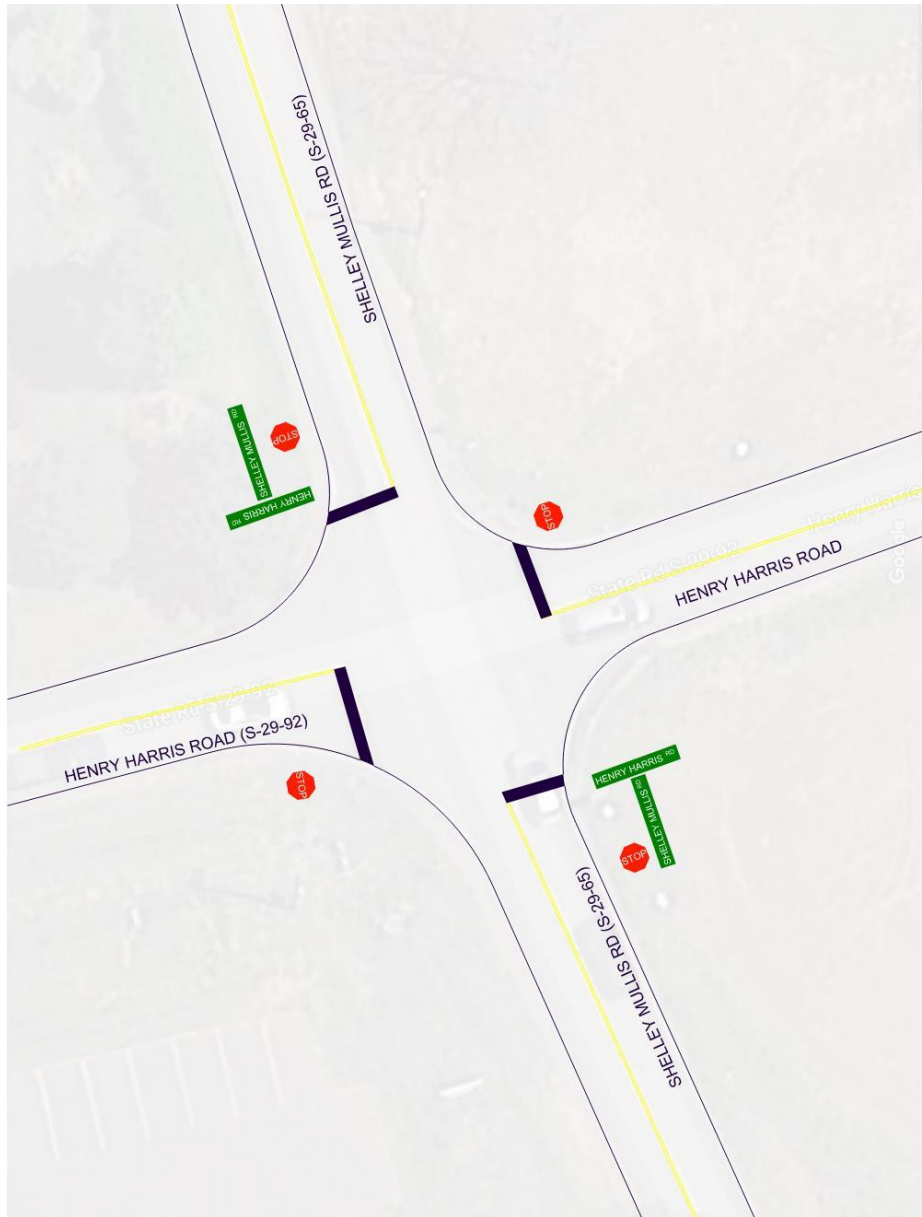 SHELLEY MULLIS RD (S-29-65)
SHELLEY MULLIS RD
STOP
HENRY HARRIS RD
STOP
Henry Harris
State Rd S 29-92
HENRY HARRIS ROAD
Google
State Rd S 29-92
HENRY HARRIS ROAD (S-29-92)
STOP
HENRY HARRIS RD
SHELLEY MULLIS RD
STOP
SHELLEY MULLIS RD (S-29-65)